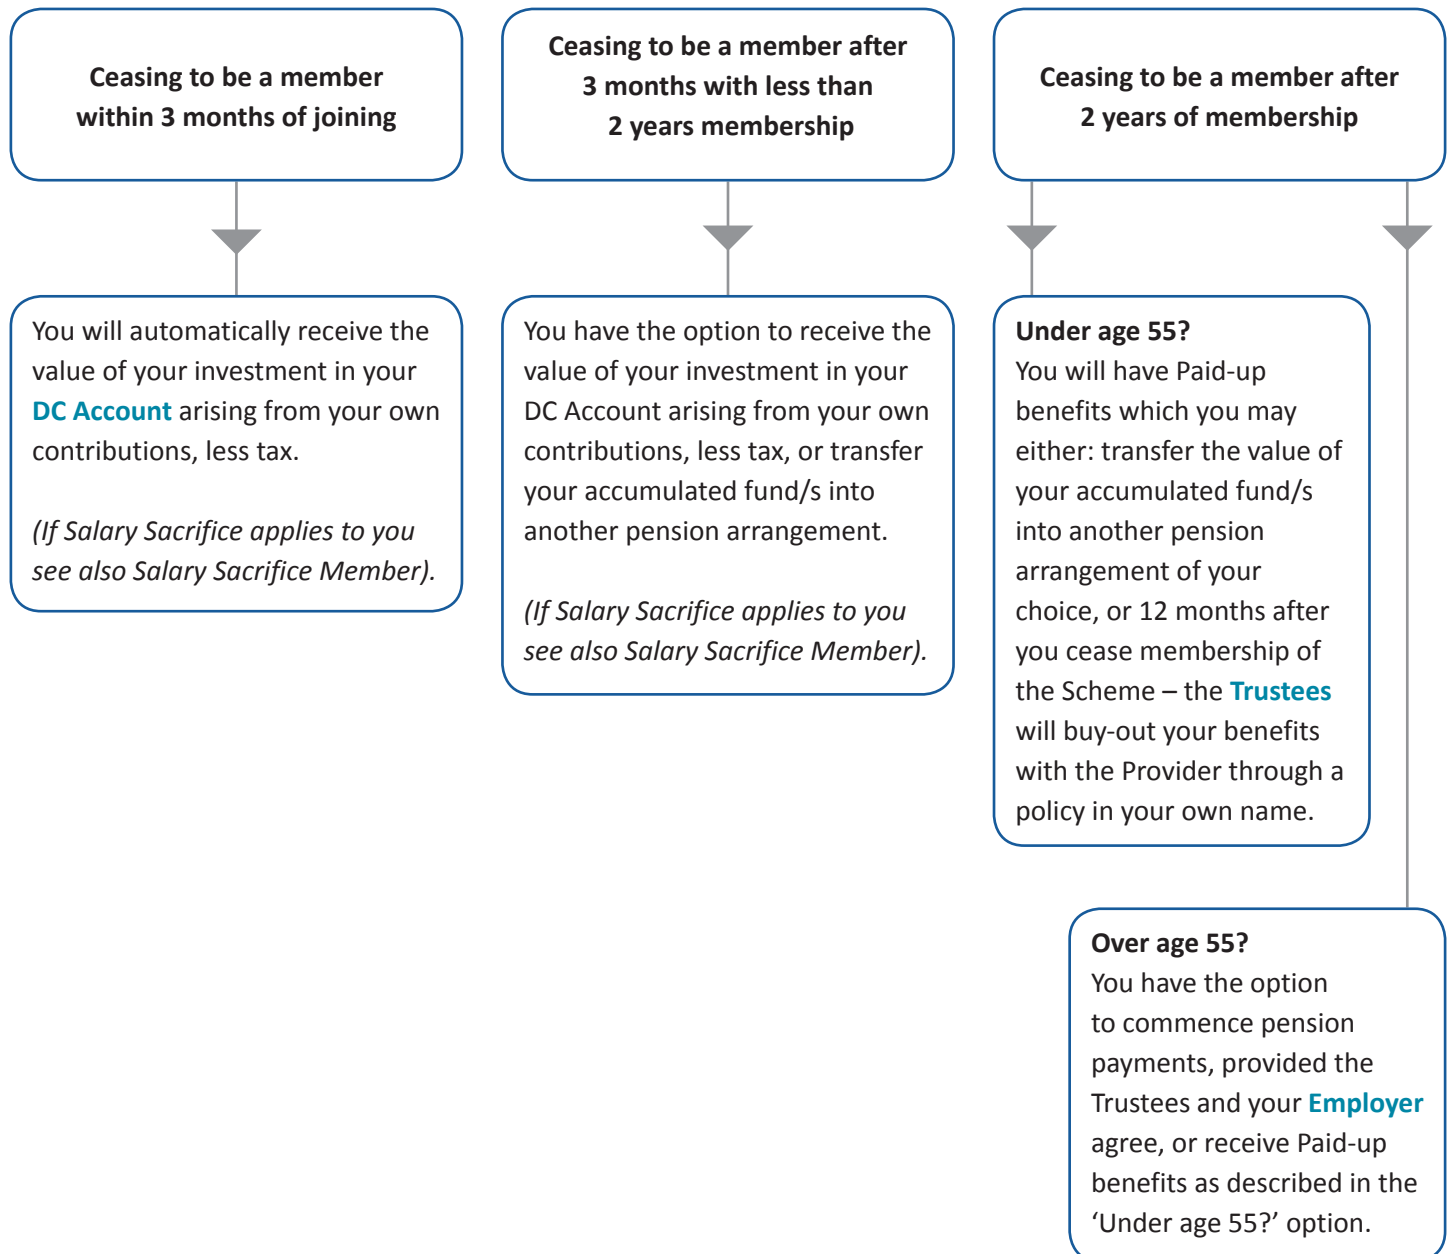 Ceasing to be a member
within 3 months of joining
Ceasing to be a member after
3 months with less than
2 years membership
Ceasing to be a member after
2 years of membership
You will automatically receive the
value of your investment in your
DC Account arising from your own
contributions, less tax.
(If Salary Sacrifice applies to you
see also Salary Sacrifice Member).
You have the option to receive the
value of your investment in your
DC Account arising from your own
contributions, less tax, or transfer
your accumulated fund/s into
another pension arrangement.
(If Salary Sacrifice applies to you
see also Salary Sacrifice Member).
Under age 55?
You will have Paid-up
benefits which you may
either: transfer the value of
your accumulated fund/s
into another pension
arrangement of your
choice, or 12 months after
you cease membership of
the Scheme – the Trustees
will buy-out your benefits
with the Provider through a
policy in your own name.
Over age 55?
You have the option
to commence pension
payments, provided the
Trustees and your Employer
agree, or receive Paid-up
benefits as described in the
‘Under age 55?’ option.